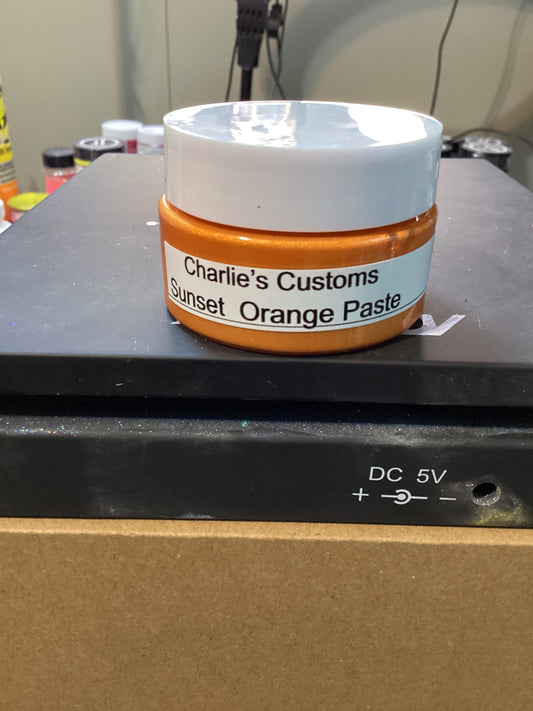 Charlie's Customs
Sunset Orange Paste
DC 5V
+ −